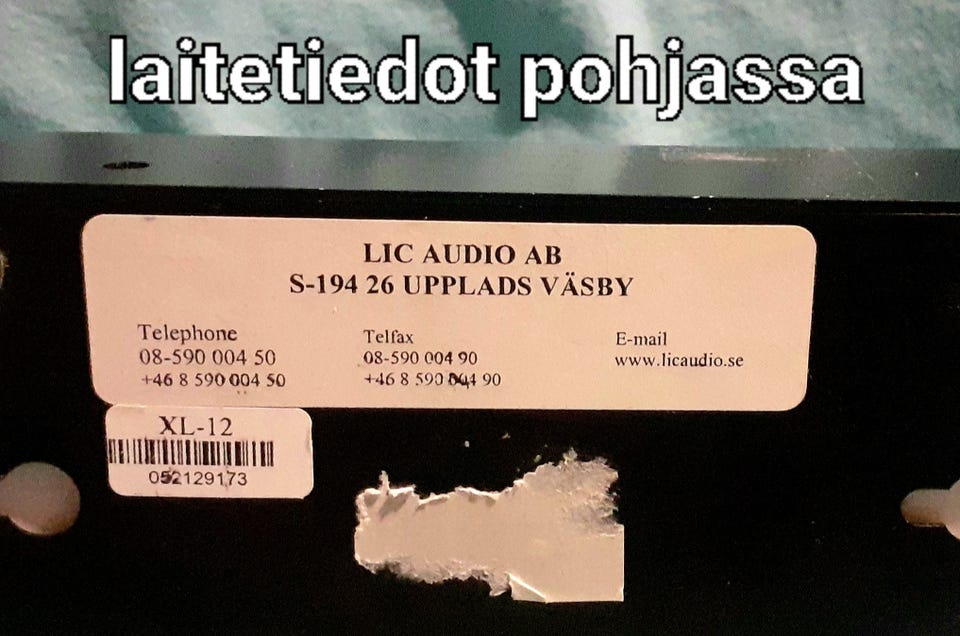 laitetiedot pohjassa
LIC AUDIO AB
S-194 26 UPPLADS VÄSBY
Telephone
08-590 004 50
+46 8 590 004 50
Telfax
08-590 004 90
+46 8 590 004 90
E-mail
www.licaudio.se
XL-12
052129173